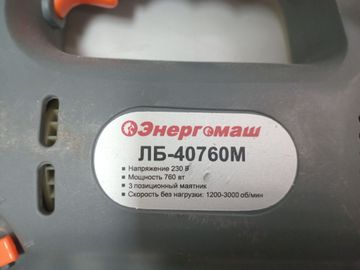 Энергомаш
ЛБ-40760М
Напряжение 230 В
Мощность 760 вт
3 позиционный маятник
Скорость без нагрузки: 1200-3000 об/мин